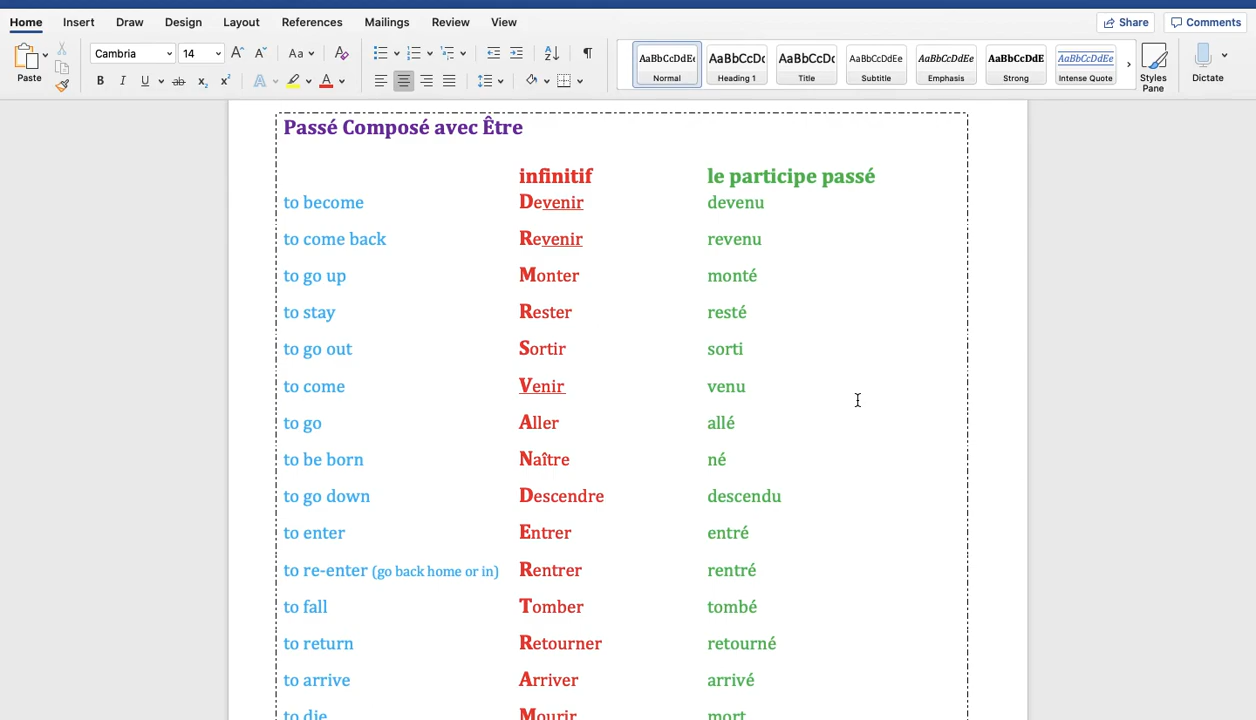 Home Insert Draw Design Layout References Mailings Review View Share Comments
Paste Cambria 14 Aa AaBbCcDdEe AaBbCcDc AaBbCcDc AaBbCcDdEe AaBbCcDdEe AaBbCcDdE AaBbCcDdEe
Normal Heading 1 Title Subtitle Emphasis Strong Intense Quote Styles Pane Dictate
Passé Composé avec Être
infinitif le participe passé
to become Devenir devenu
to come back Revenir revenu
to go up Monter monté
to stay Rester resté
to go out Sortir sorti
to come Venir venu
to go Aller allé
to be born Naître né
to go down Descendre descendu
to enter Entrer entré
to re-enter (go back home or in) Rentrer rentré
to fall Tomber tombé
to return Retourner retourné
to arrive Arriver arrivé
to die Mourir mort